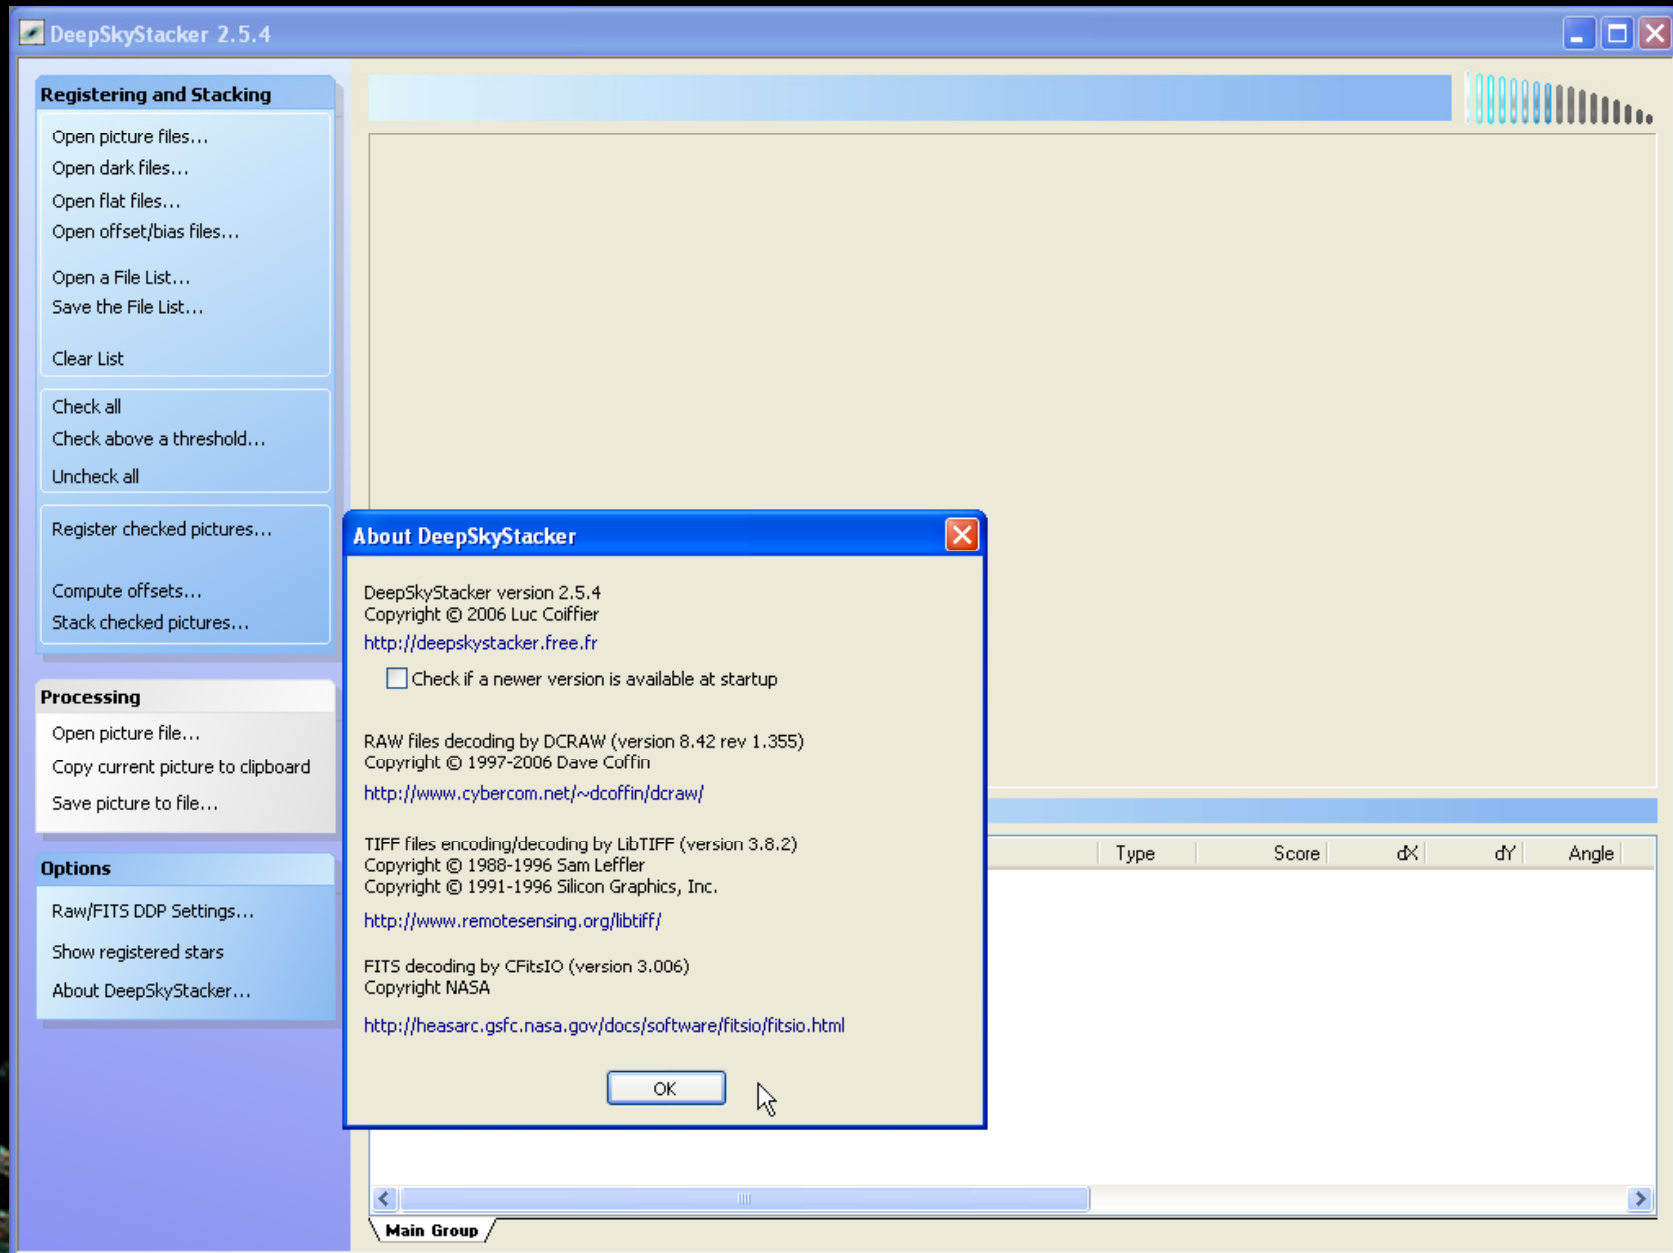 DeepSkyStacker 2.5.4
Registering and Stacking
Open picture files...
Open dark files...
Open flat files...
Open offset/bias files...
Open a File List...
Save the File List...
Clear List
Check all
Check above a threshold...
Uncheck all
Register checked pictures...
Compute offsets...
Stack checked pictures...
Processing
Open picture file...
Copy current picture to clipboard
Save picture to file...
Options
Raw/FITS DDP Settings...
Show registered stars
About DeepSkyStacker...
About DeepSkyStacker
DeepSkyStacker version 2.5.4
Copyright © 2006 Luc Coiffier
http://deepskystacker.free.fr
Check if a newer version is available at startup
RAW files decoding by DCRAW (version 8.42 rev 1.355)
Copyright © 1997-2006 Dave Coffin
http://www.cybercom.net/~dcoffin/dcraw/
TIFF files encoding/decoding by LibTIFF (version 3.8.2)
Copyright © 1988-1996 Sam Leffler
Copyright © 1991-1996 Silicon Graphics, Inc.
http://www.remotesensing.org/libtiff/
FITS decoding by CFitsIO (version 3.006)
Copyright NASA
http://heasarc.gsfc.nasa.gov/docs/software/fitsio/fitsio.html
OK
Type Score dX dY Angle
Main Group